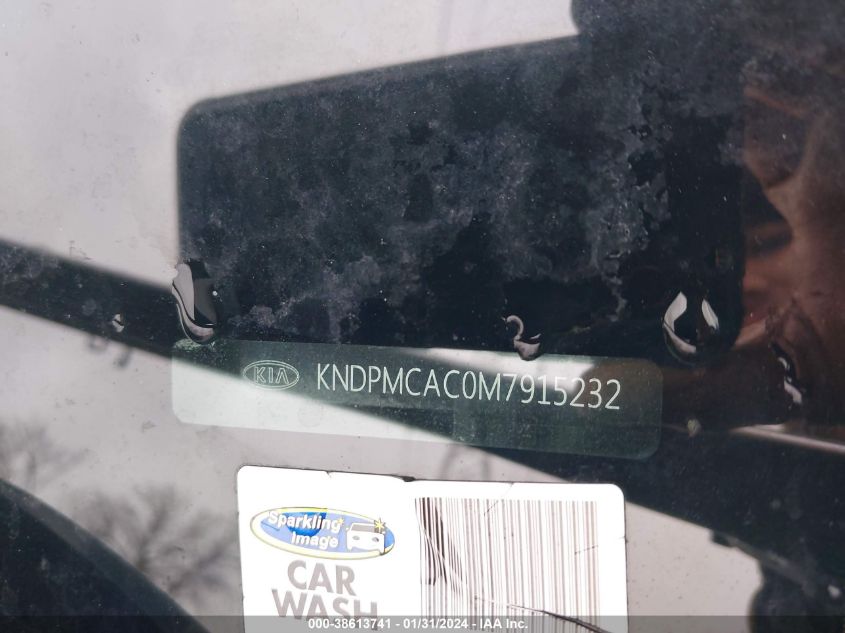 KIA KNDPMCAC0M7915232
Sparkling
Image
CAR
WASH
000-38613741 - 01/31/2024 - IAA Inc.